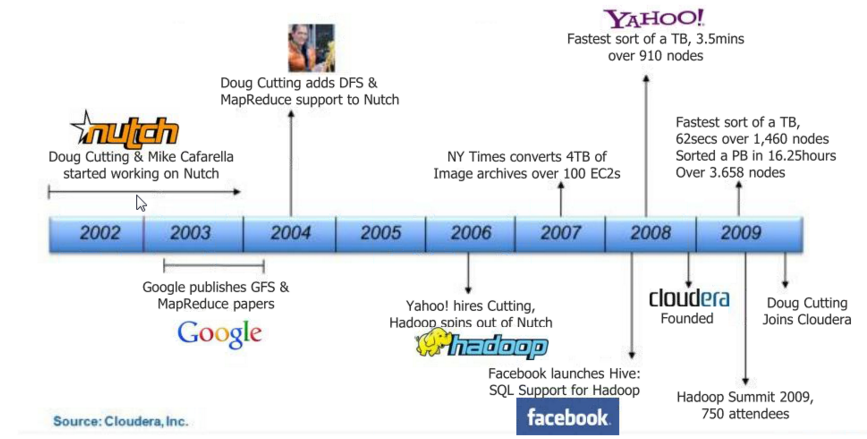 YAHOO!
Fastest sort of a TB, 3.5mins
over 910 nodes
Doug Cutting adds DFS &
MapReduce support to Nutch
nutch
Doug Cutting & Mike Cafarella
started working on Nutch
NY Times converts 4TB of
Image archives over 100 EC2s
Fastest sort of a TB,
62secs over 1,460 nodes
Sorted a PB in 16.25hours
Over 3.658 nodes
2002 2003 2004 2005 2006 2007 2008 2009
Google publishes GFS &
MapReduce papers
Google
Yahoo! hires Cutting,
Hadoop spins out of Nutch
hadoop
cloudera
Founded
Doug Cutting
Joins Cloudera
Facebook launches Hive:
SQL Support for Hadoop
facebook
Hadoop Summit 2009,
750 attendees
Source: Cloudera, Inc.